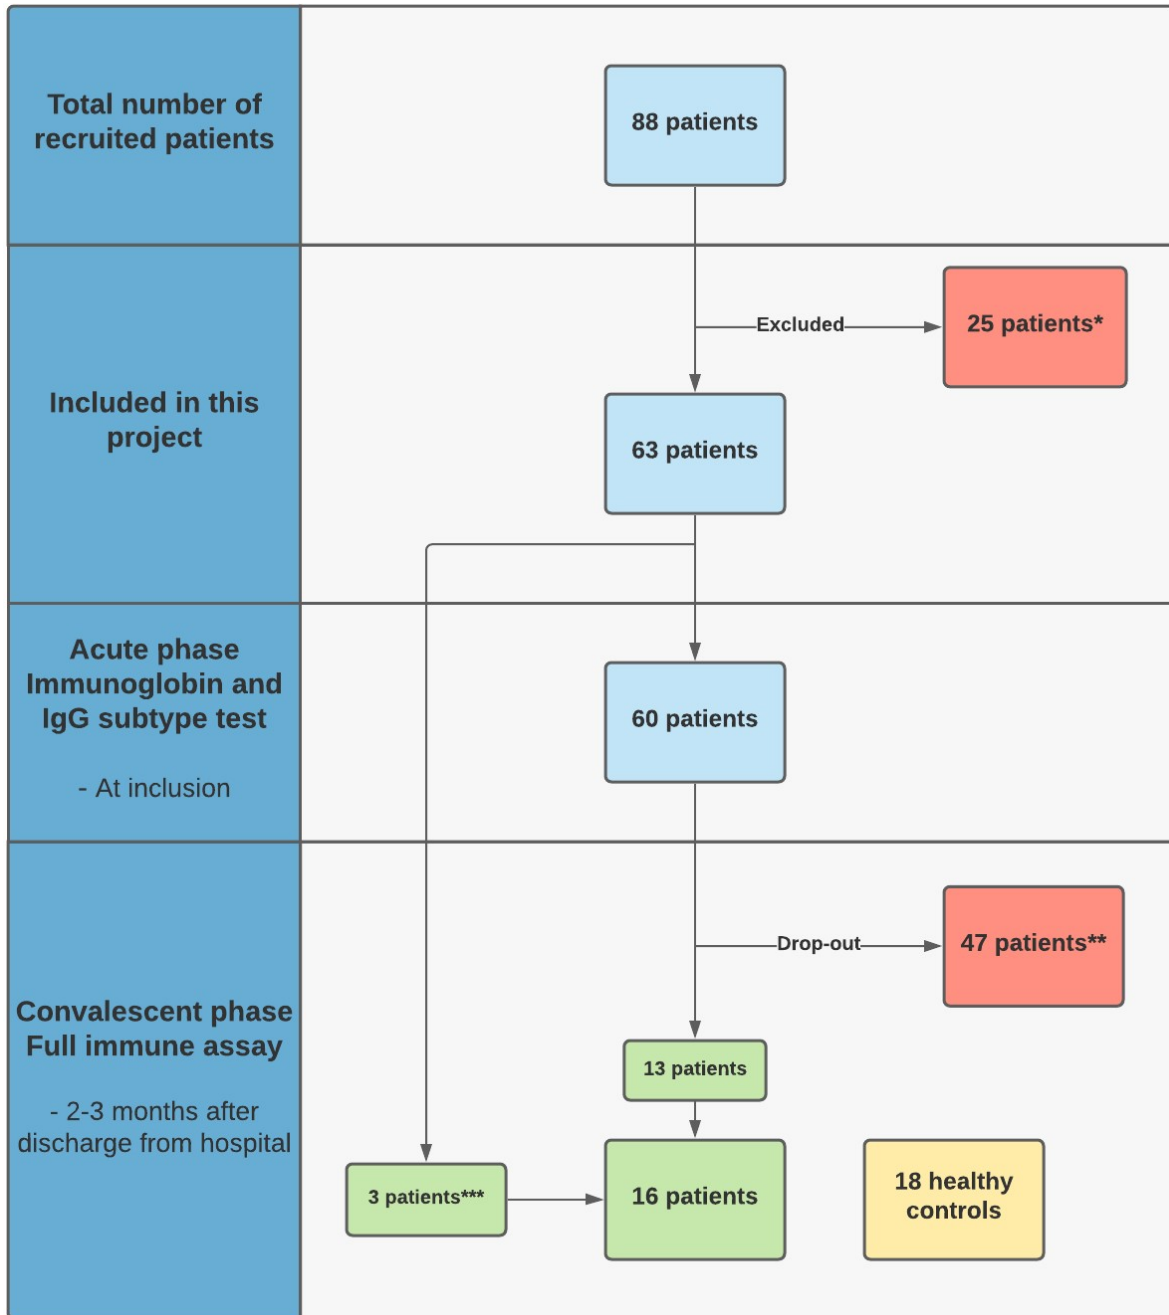 Total number of
recruited patients
88 patients
Included in this
project
Excluded
25 patients*
63 patients
Acute phase
Immunoglobin and
IgG subtype test
- At inclusion
60 patients
Convalescent phase
Full immune assay
- 2-3 months after
discharge from hospital
Drop-out
47 patients**
13 patients
3 patients***
16 patients
18 healthy
controls